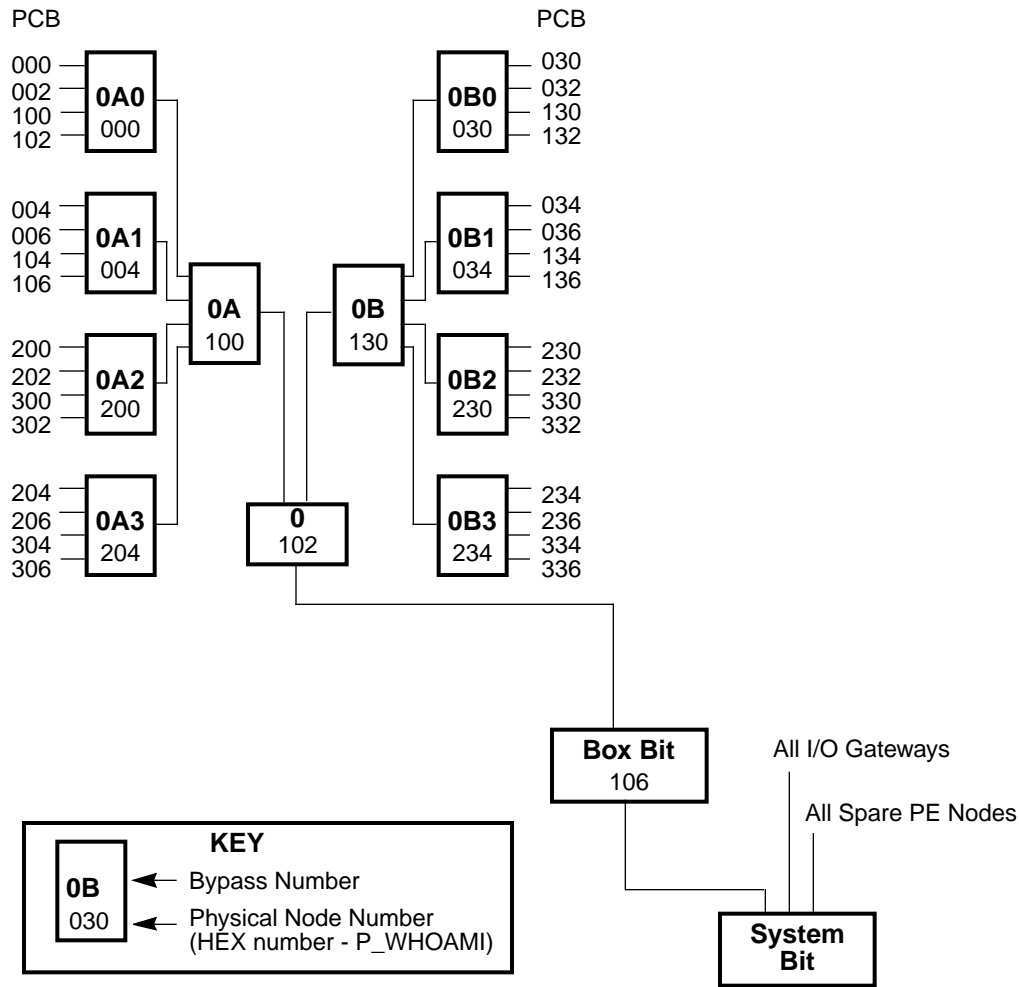 PCB
PCB
000
002
100
102
0A0
000
0B0
030
030
032
130
132
004
006
104
106
0A1
004
0B1
034
034
036
134
136
0A
100
0B
130
200
202
300
302
0A2
200
0B2
230
230
232
330
332
204
206
304
306
0A3
204
0
102
0B3
234
234
236
334
336
Box Bit
106
All I/O Gateways
All Spare PE Nodes
KEY
0B
030
Bypass Number
Physical Node Number
(HEX number - P_WHOAMI)
System
Bit